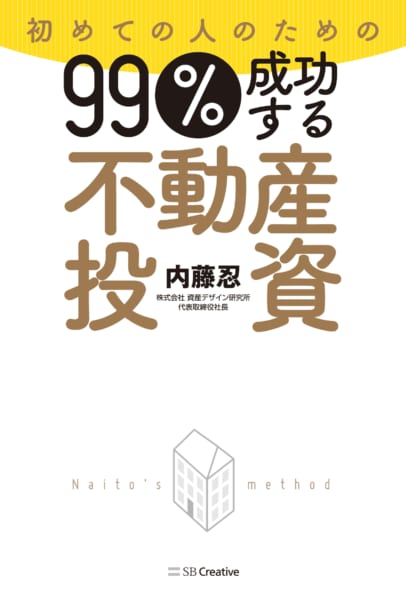 初めての人のための
99%成功する
不動産
投資
内藤忍
株式会社 資産デザイン研究所
代表取締役社長
Naito's method
SB Creative